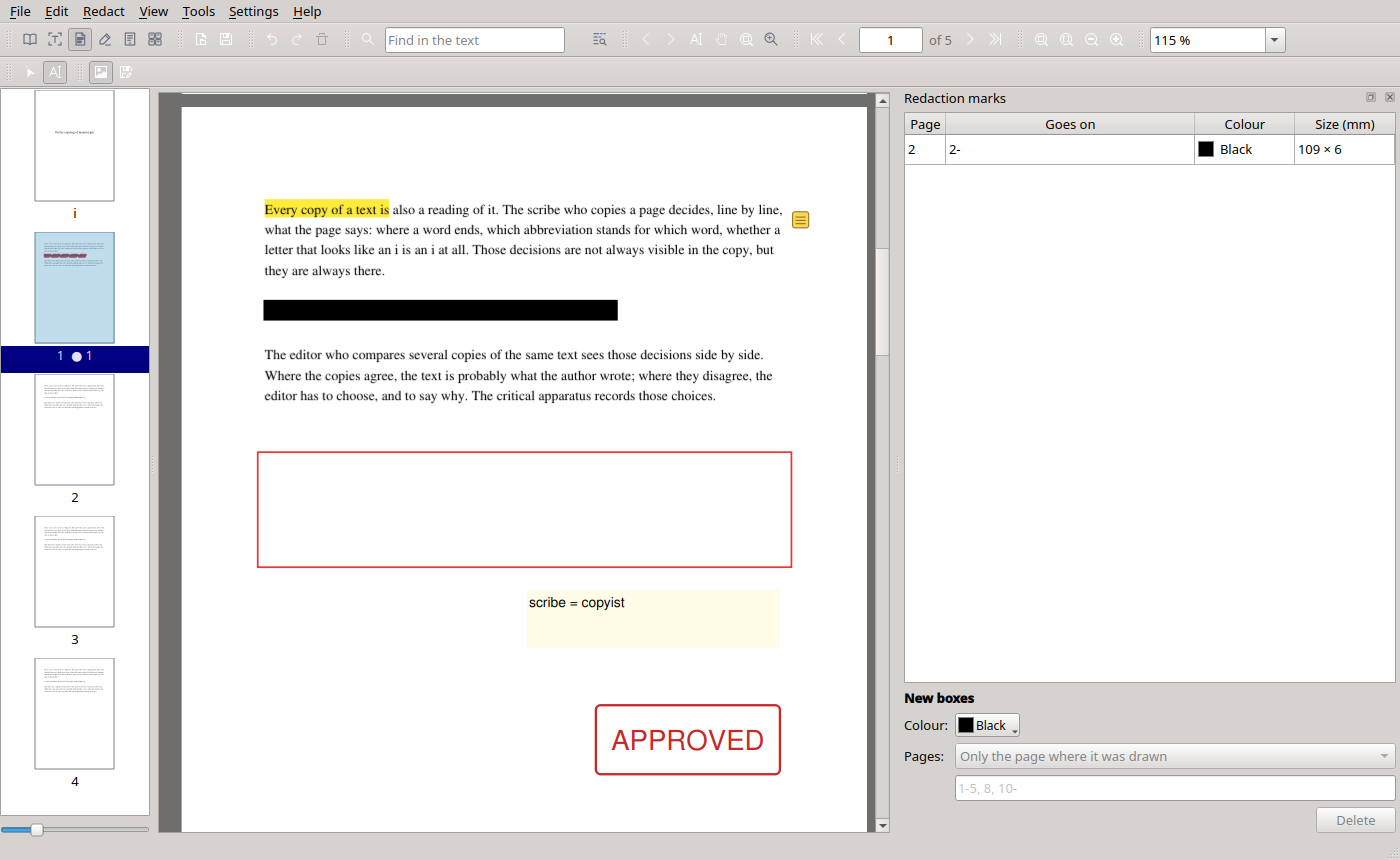 File Edit Redact View Tools Settings Help
Find in the text
1 of 5
115 %
i
1 1
2
3
4
Every copy of a text is also a reading of it. The scribe who copies a page decides, line by line,
what the page says: where a word ends, which abbreviation stands for which word, whether a
letter that looks like an i is an i at all. Those decisions are not always visible in the copy, but
they are always there.
The editor who compares several copies of the same text sees those decisions side by side.
Where the copies agree, the text is probably what the author wrote; where they disagree, the
editor has to choose, and to say why. The critical apparatus records those choices.
scribe = copyist
APPROVED
Redaction marks
Page Goes on Colour Size (mm)
2 2- Black 109 × 6
New boxes
Colour: Black
Pages: Only the page where it was drawn
1-5, 8, 10-
Delete